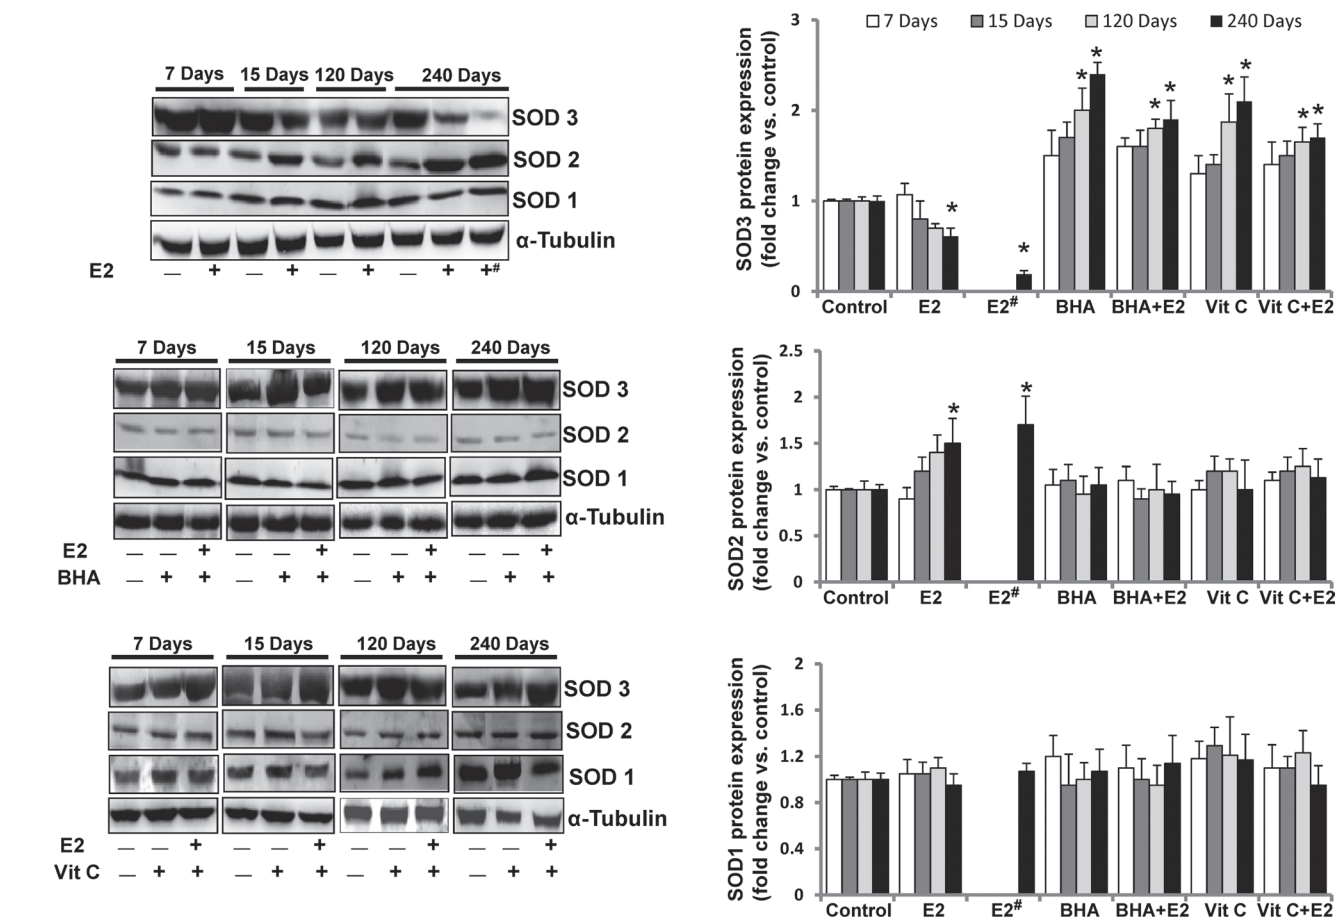 7 Days 15 Days 120 Days 240 Days
SOD 3
SOD 2
SOD 1
α-Tubulin
E2 — + — + — + — + +#
7 Days 15 Days 120 Days 240 Days
SOD 3
SOD 2
SOD 1
α-Tubulin
E2 — — + — — + — — + — — +
BHA — + + — + + — + + — + +
7 Days 15 Days 120 Days 240 Days
SOD 3
SOD 2
SOD 1
α-Tubulin
E2 — — + — — + — — + — — +
Vit C — + + — + + — + + — + +
7 Days 15 Days 120 Days 240 Days
SOD3 protein expression
(fold change vs. control)
3
2
1
0
* * * * * * * * * *
Control E2 E2# BHA BHA+E2 Vit C Vit C+E2
SOD2 protein expression
(fold change vs. control)
2.5
2
1.5
1
0.5
0
* *
Control E2 E2# BHA BHA+E2 Vit C Vit C+E2
SOD1 protein expression
(fold change vs. control)
2
1.6
1.2
0.8
0.4
0
Control E2 E2# BHA BHA+E2 Vit C Vit C+E2